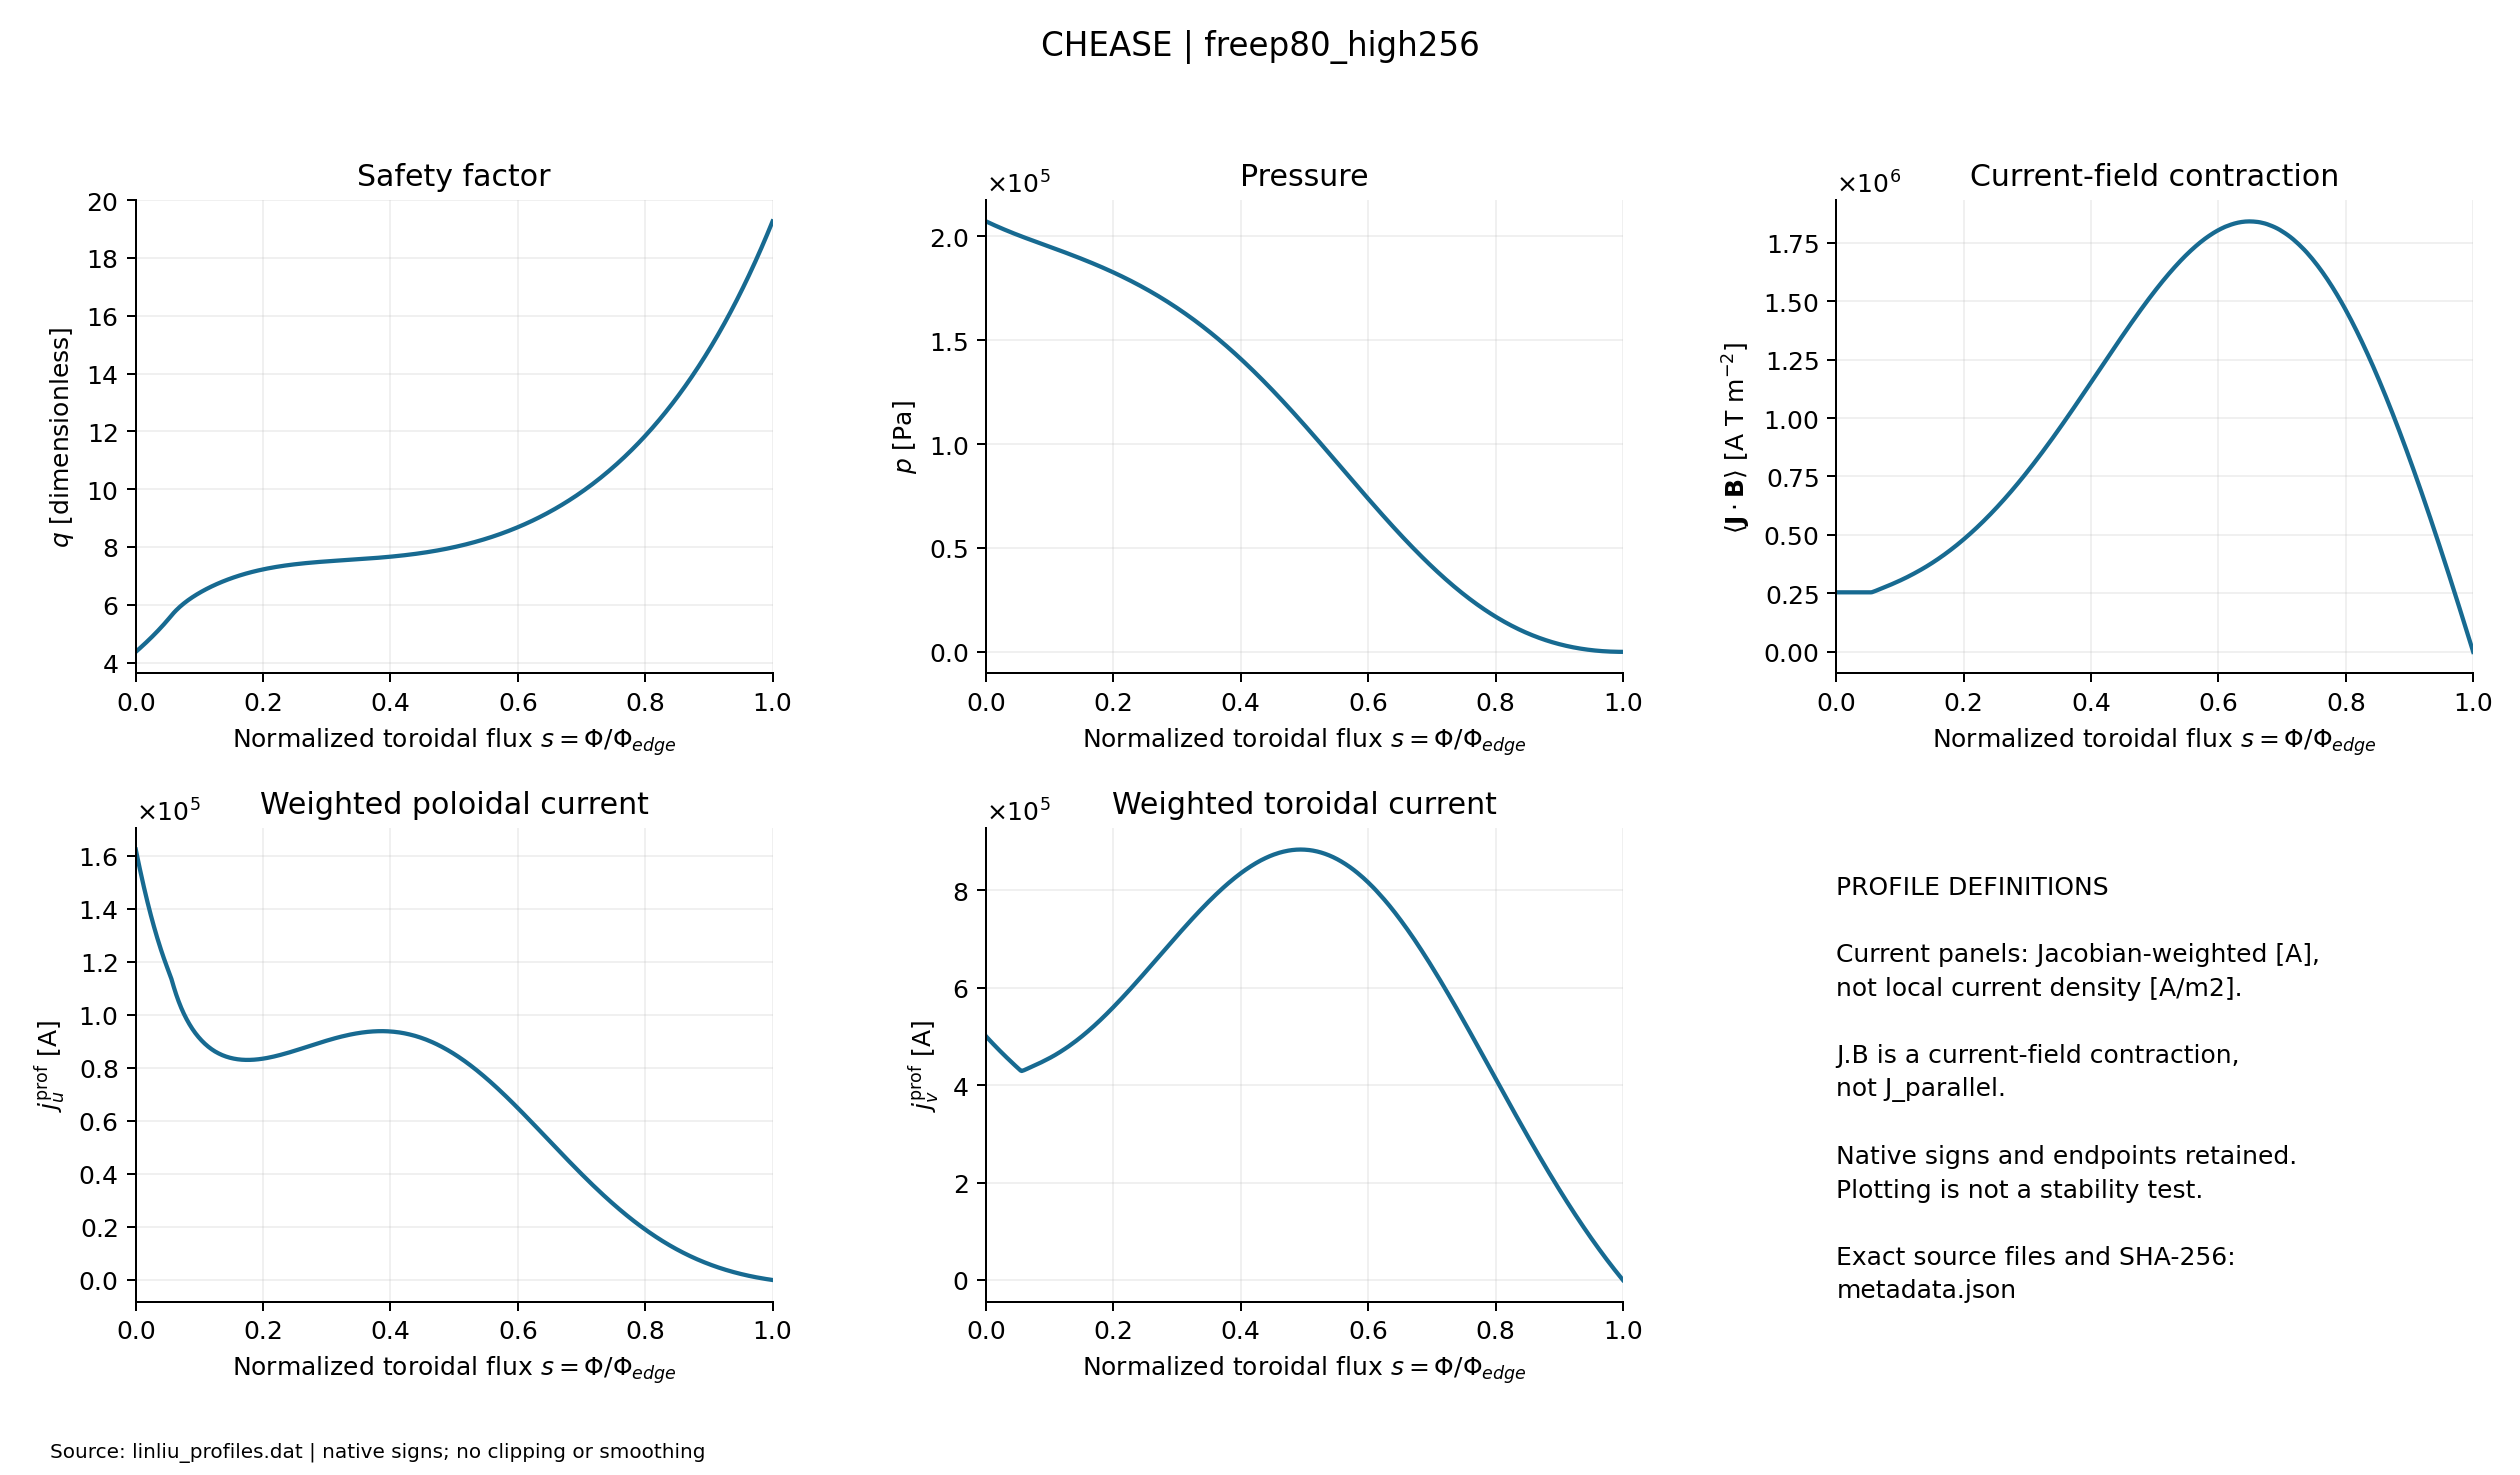 CHEASE | freep80_high256
Safety factor
20
18
16
14
12
10
8
6
4
q [dimensionless]
0.0 0.2 0.4 0.6 0.8 1.0
Normalized toroidal flux s = Φ/Φ_edge
Pressure
×10⁵
2.0
1.5
1.0
0.5
0.0
p [Pa]
0.0 0.2 0.4 0.6 0.8 1.0
Normalized toroidal flux s = Φ/Φ_edge
Current-field contraction
×10⁶
1.75
1.50
1.25
1.00
0.75
0.50
0.25
0.00
⟨J · B⟩ [A T m⁻²]
0.0 0.2 0.4 0.6 0.8 1.0
Normalized toroidal flux s = Φ/Φ_edge
Weighted poloidal current
×10⁵
1.6
1.4
1.2
1.0
0.8
0.6
0.4
0.2
0.0
j_u^prof [A]
0.0 0.2 0.4 0.6 0.8 1.0
Normalized toroidal flux s = Φ/Φ_edge
Weighted toroidal current
×10⁵
8
6
4
2
0
j_v^prof [A]
0.0 0.2 0.4 0.6 0.8 1.0
Normalized toroidal flux s = Φ/Φ_edge
PROFILE DEFINITIONS
Current panels: Jacobian-weighted [A],
not local current density [A/m2].
J.B is a current-field contraction,
not J_parallel.
Native signs and endpoints retained.
Plotting is not a stability test.
Exact source files and SHA-256:
metadata.json
Source: linliu_profiles.dat | native signs; no clipping or smoothing